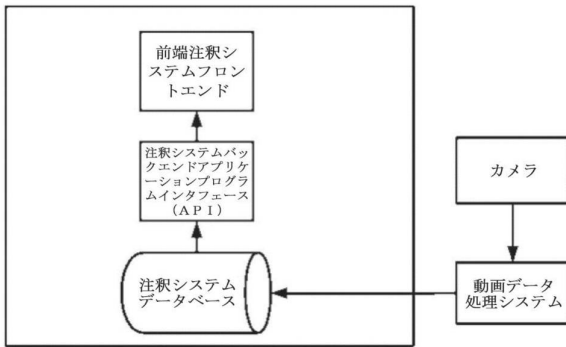 前端注釈シ
ステムフロン
トエンド
注釈システムバッ
クエンドアプリケ
ーションプログラ
ムインタフェース
(API)
カメラ
注釈システム
データベース
動画データ
処理システム